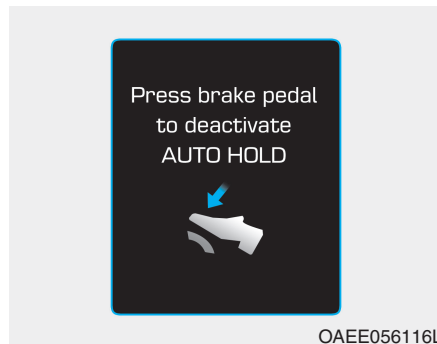 Press brake pedal
to deactivate
AUTO HOLD
OAEE056116L